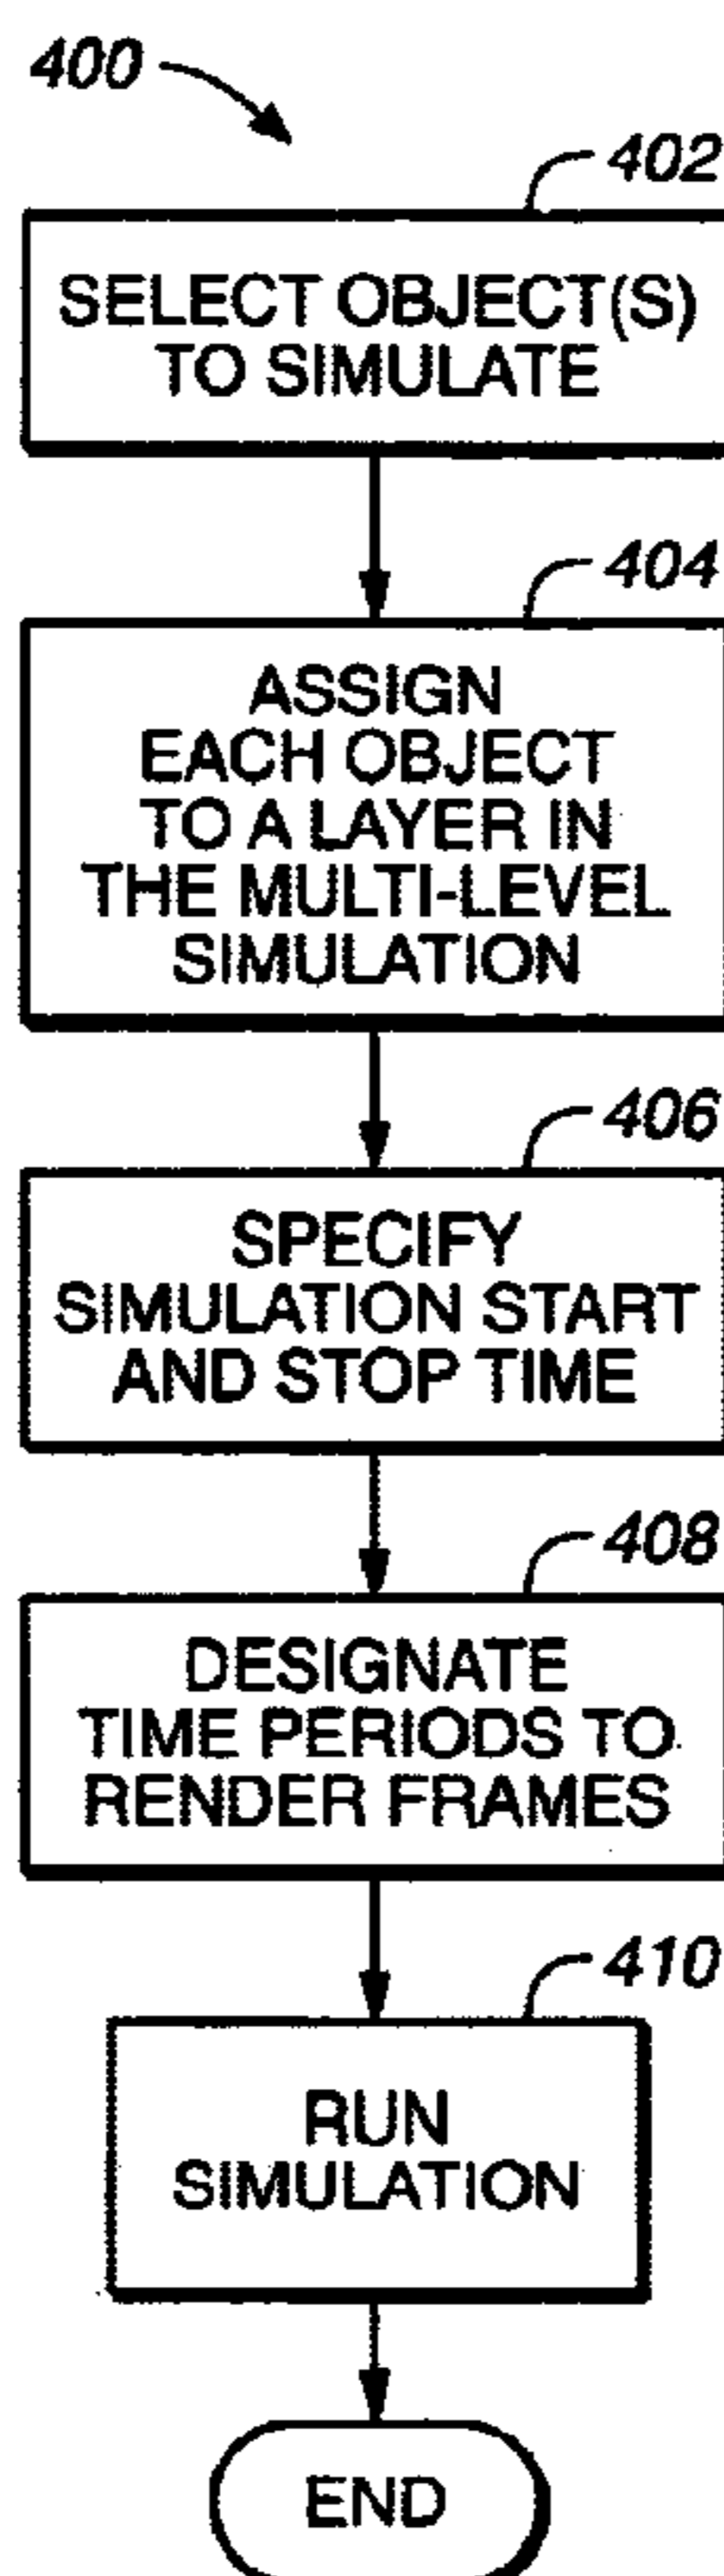 400
402
SELECT OBJECT(S)
TO SIMULATE
404
ASSIGN
EACH OBJECT
TO A LAYER IN
THE MULTI-LEVEL
SIMULATION
406
SPECIFY
SIMULATION START
AND STOP TIME
408
DESIGNATE
TIME PERIODS TO
RENDER FRAMES
410
RUN
SIMULATION
END